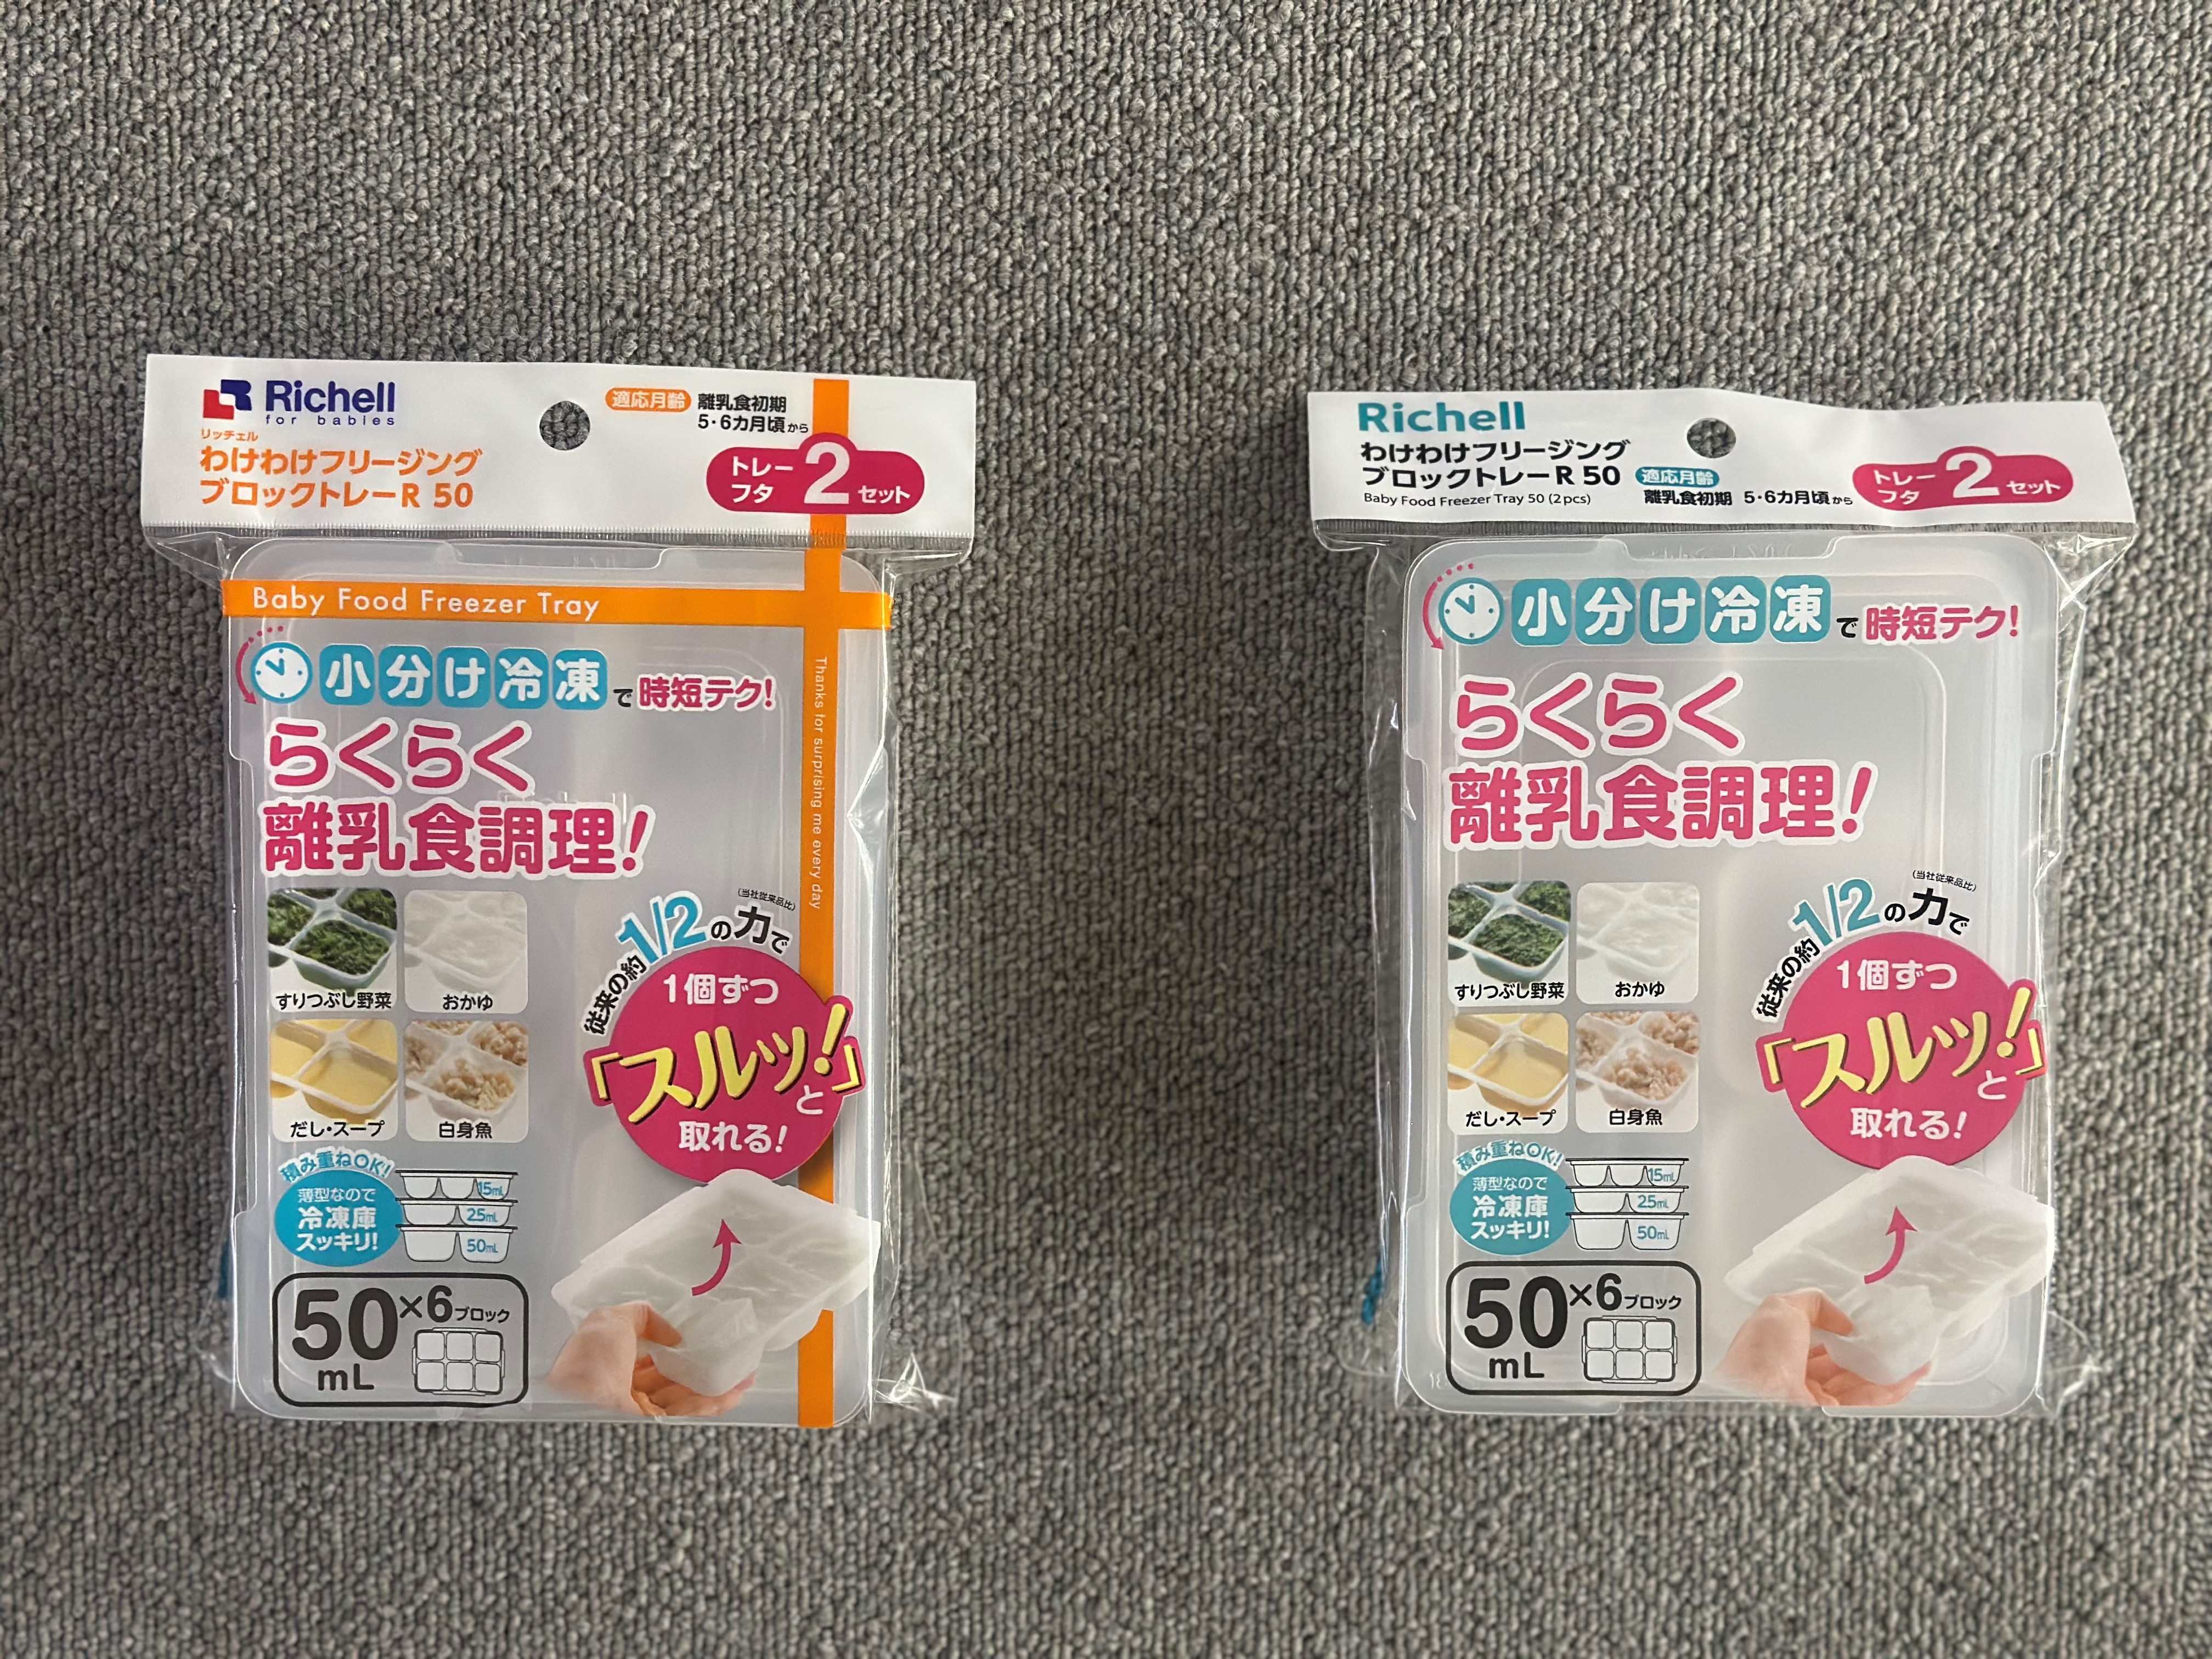 Richell
for babies
リッチェル
わけわけフリージング
ブロックトレーR 50
適応月齢 離乳食初期
5・6カ月頃から
トレー
フタ 2セット
Baby Food Freezer Tray
Thanks for surprising me every day
小分け冷凍で時短テク!
らくらく
離乳食調理!
すりつぶし野菜 おかゆ
だし・スープ 白身魚
(当社従来品比)
従来の約1/2の力で
1個ずつ
「スルッ!」と
取れる!
積み重ねOK!
薄型なので
冷凍庫
スッキリ!
15mL
25mL
50mL
50mL×6ブロック
Richell
わけわけフリージング
ブロックトレーR 50
Baby Food Freezer Tray 50 (2pcs)
適応月齢
離乳食初期 5・6カ月頃から
トレー
フタ 2セット
小分け冷凍で時短テク!
らくらく
離乳食調理!
すりつぶし野菜 おかゆ
だし・スープ 白身魚
(当社従来品比)
従来の約1/2の力で
1個ずつ
「スルッ!」と
取れる!
積み重ねOK!
薄型なので
冷凍庫
スッキリ!
15mL
25mL
50mL
50mL×6ブロック